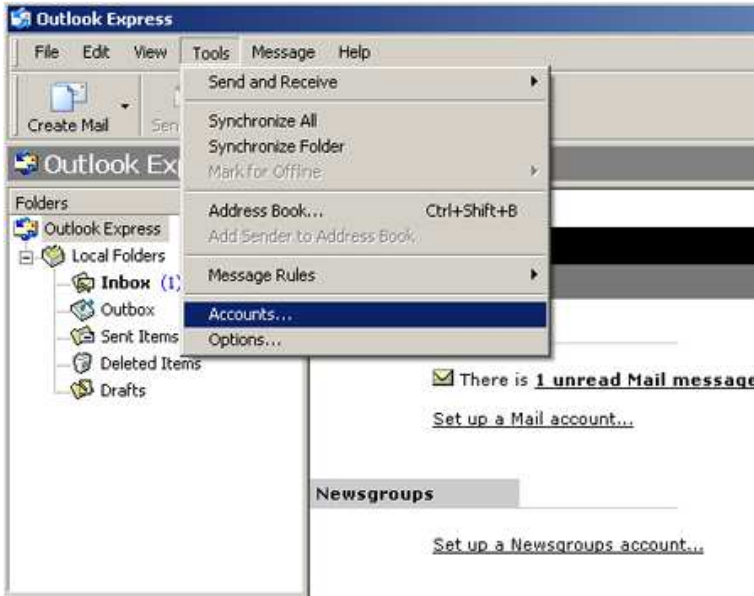 Outlook Express
File Edit View Tools Message Help
Send and Receive
Create Mail
Synchronize All
Synchronize Folder
Mark for Offline
Outlook Ex
Folders
Address Book... Ctrl+Shift+B
Add Sender to Address Book
Outlook Express
Local Folders
Message Rules
Inbox (1)
Accounts...
Outbox
Options...
Sent Items
Deleted Items
Drafts
There is 1 unread Mail message
Set up a Mail account...
Newsgroups
Set up a Newsgroups account...